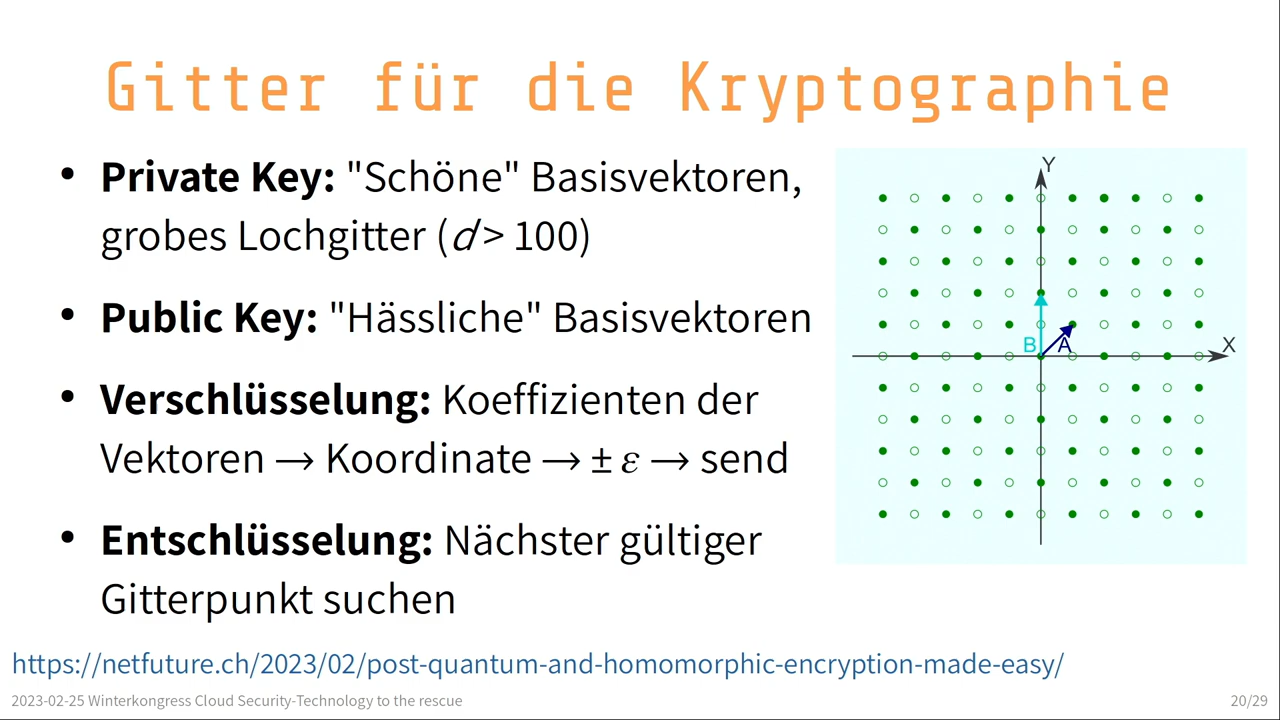 Gitter für die Kryptographie
• Private Key: "Schöne" Basisvektoren,
grobes Lochgitter (d > 100)
• Public Key: "Hässliche" Basisvektoren
• Verschlüsselung: Koeffizienten der
Vektoren → Koordinate → ± ε → send
• Entschlüsselung: Nächster gültiger
Gitterpunkt suchen
Y
B
A
X
https://netfuture.ch/2023/02/post-quantum-and-homomorphic-encryption-made-easy/
2023-02-25 Winterkongress Cloud Security-Technology to the rescue
20/29